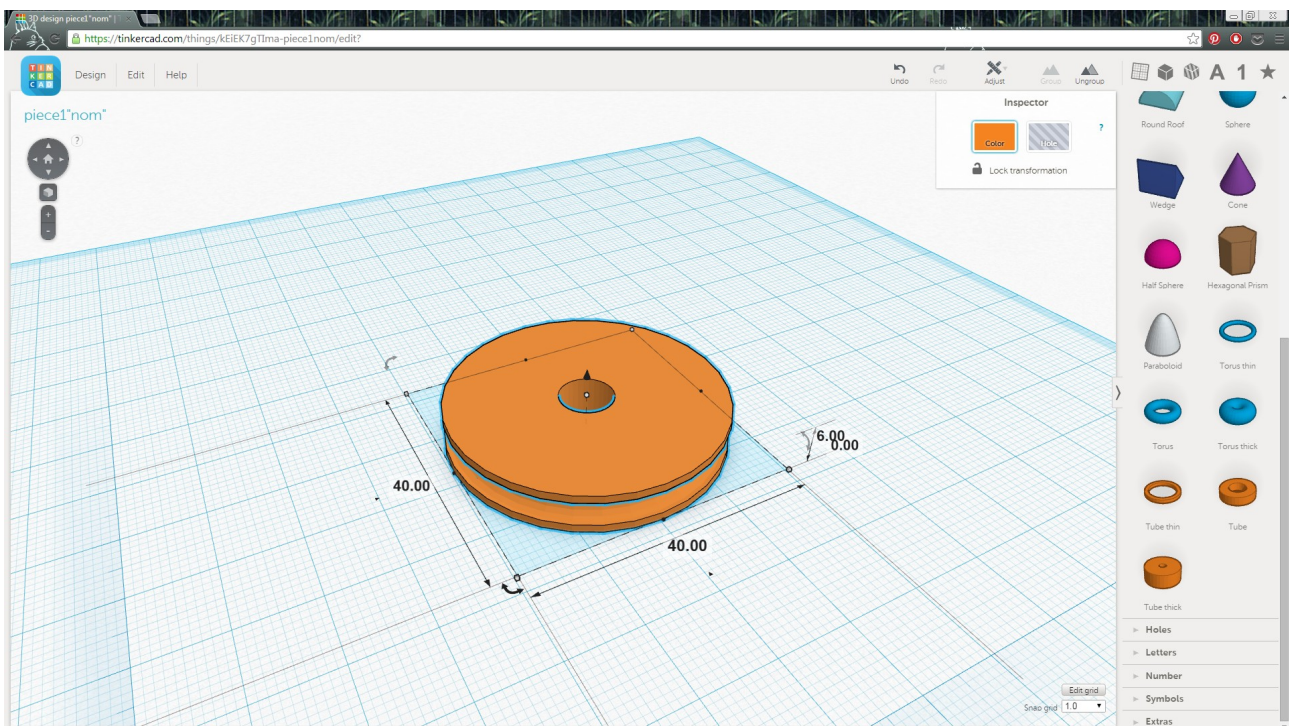 3D design piece1"nom" |
https://tinkercad.com/things/kEiEK7gTIma-piece1nom/edit?
TIN
KER
CAD
Design Edit Help
Undo Redo Adjust Group Ungroup
A 1
piece1"nom"
?
+
-
Inspector
Color Hole ?
Lock transformation
Round Roof Sphere
Wedge Cone
Half Sphere Hexagonal Prism
Paraboloid Torus thin
Torus Torus thick
Tube thin Tube
Tube thick
Holes
Letters
Number
Symbols
Extras
6.00
0.00
40.00
40.00
Edit grid
Snap grid 1.0